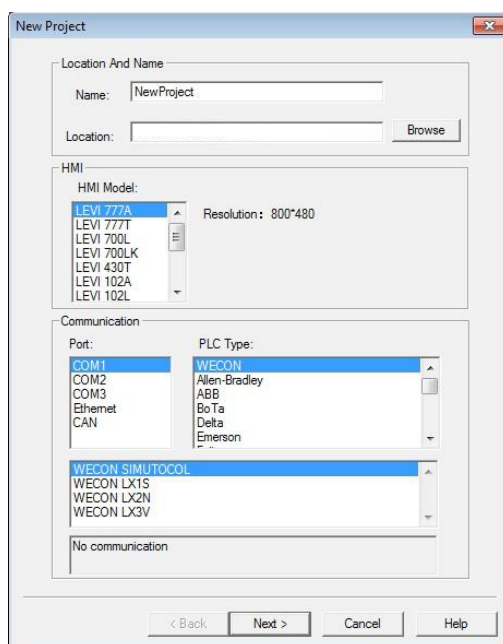 New Project
Location And Name
Name: NewProject
Location: Browse
HMI
HMI Model:
LEVI 777A
Resolution: 800*480
LEVI 777T
LEVI 700L
LEVI 700LK
LEVI 430T
LEVI 102A
LEVI 102L
Communication
Port: PLC Type:
COM1
COM2
COM3
Ethernet
CAN
WECON
Allen-Bradley
ABB
BoTa
Delta
Emerson
WECON SIMUTOCOL
WECON LX1S
WECON LX2N
WECON LX3V
No communication
< Back Next > Cancel Help